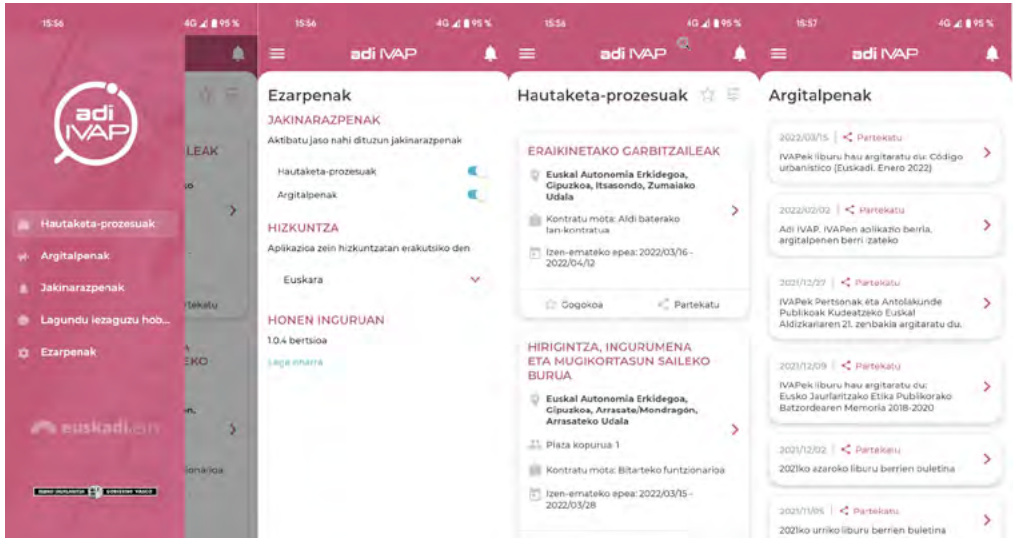 15:56 4G 95 %
adi
IVAP
LEAK
Hautaketa-prozesuak
Argitalpenak
Jakinarazpenak
Lagundu iezaguzu hob...
Ezarpenak
rtekatu
EKO
ionarioa
euskadi.eus
EUSKO JAURLARITZA GOBIERNO VASCO
15:56 4G 95 %
adi IVAP
Ezarpenak
JAKINARAZPENAK
Aktibatu jaso nahi dituzun jakinarazpenak
Hautaketa-prozesuak
Argitalpenak
HIZKUNTZA
Aplikazioa zein hizkuntzatan erakutsiko den
Euskara
HONEN INGURUAN
1.0.4 bertsioa
Lege oharra
15:56 4G 95 %
adi IVAP
Hautaketa-prozesuak
ERAIKINETAKO GARBITZAILEAK
Euskal Autonomia Erkidegoa,
Gipuzkoa, Itsasondo, Zumaiako
Udala
Kontratu mota: Aldi baterako
lan-kontratua
Izen-emateko epea: 2022/03/16 -
2022/04/12
Gogokoa Partekatu
HIRIGINTZA, INGURUMENA
ETA MUGIKORTASUN SAILEKO
BURUA
Euskal Autonomia Erkidegoa,
Gipuzkoa, Arrasate/Mondragón,
Arrasateko Udala
Plaza kopurua: 1
Kontratu mota: Bitarteko funtzionarioa
Izen-emateko epea: 2022/03/15 -
2022/03/28
15:57 4G 95 %
adi IVAP
Argitalpenak
2022/03/15 | Partekatu
IVAPek liburu hau argitaratu du: Código
urbanístico (Euskadi. Enero 2022)
2022/02/02 | Partekatu
Adi IVAP, IVAPen aplikazio berria,
argitalpenen berri izateko
2021/12/27 | Partekatu
IVAPek Pertsonak eta Antolakunde
Publikoak Kudeatzeko Euskal
Aldizkariaren 21. zenbakia argitaratu du.
2021/12/09 | Partekatu
IVAPek liburu hau argitaratu du:
Eusko Jaurlaritzako Etika Publikorako
Batzordearen Memoria 2018-2020
2021/12/02 | Partekatu
2021ko azaroko liburu berrien buletina
2021/11/05 | Partekatu
2021ko urriko liburu berrien buletina